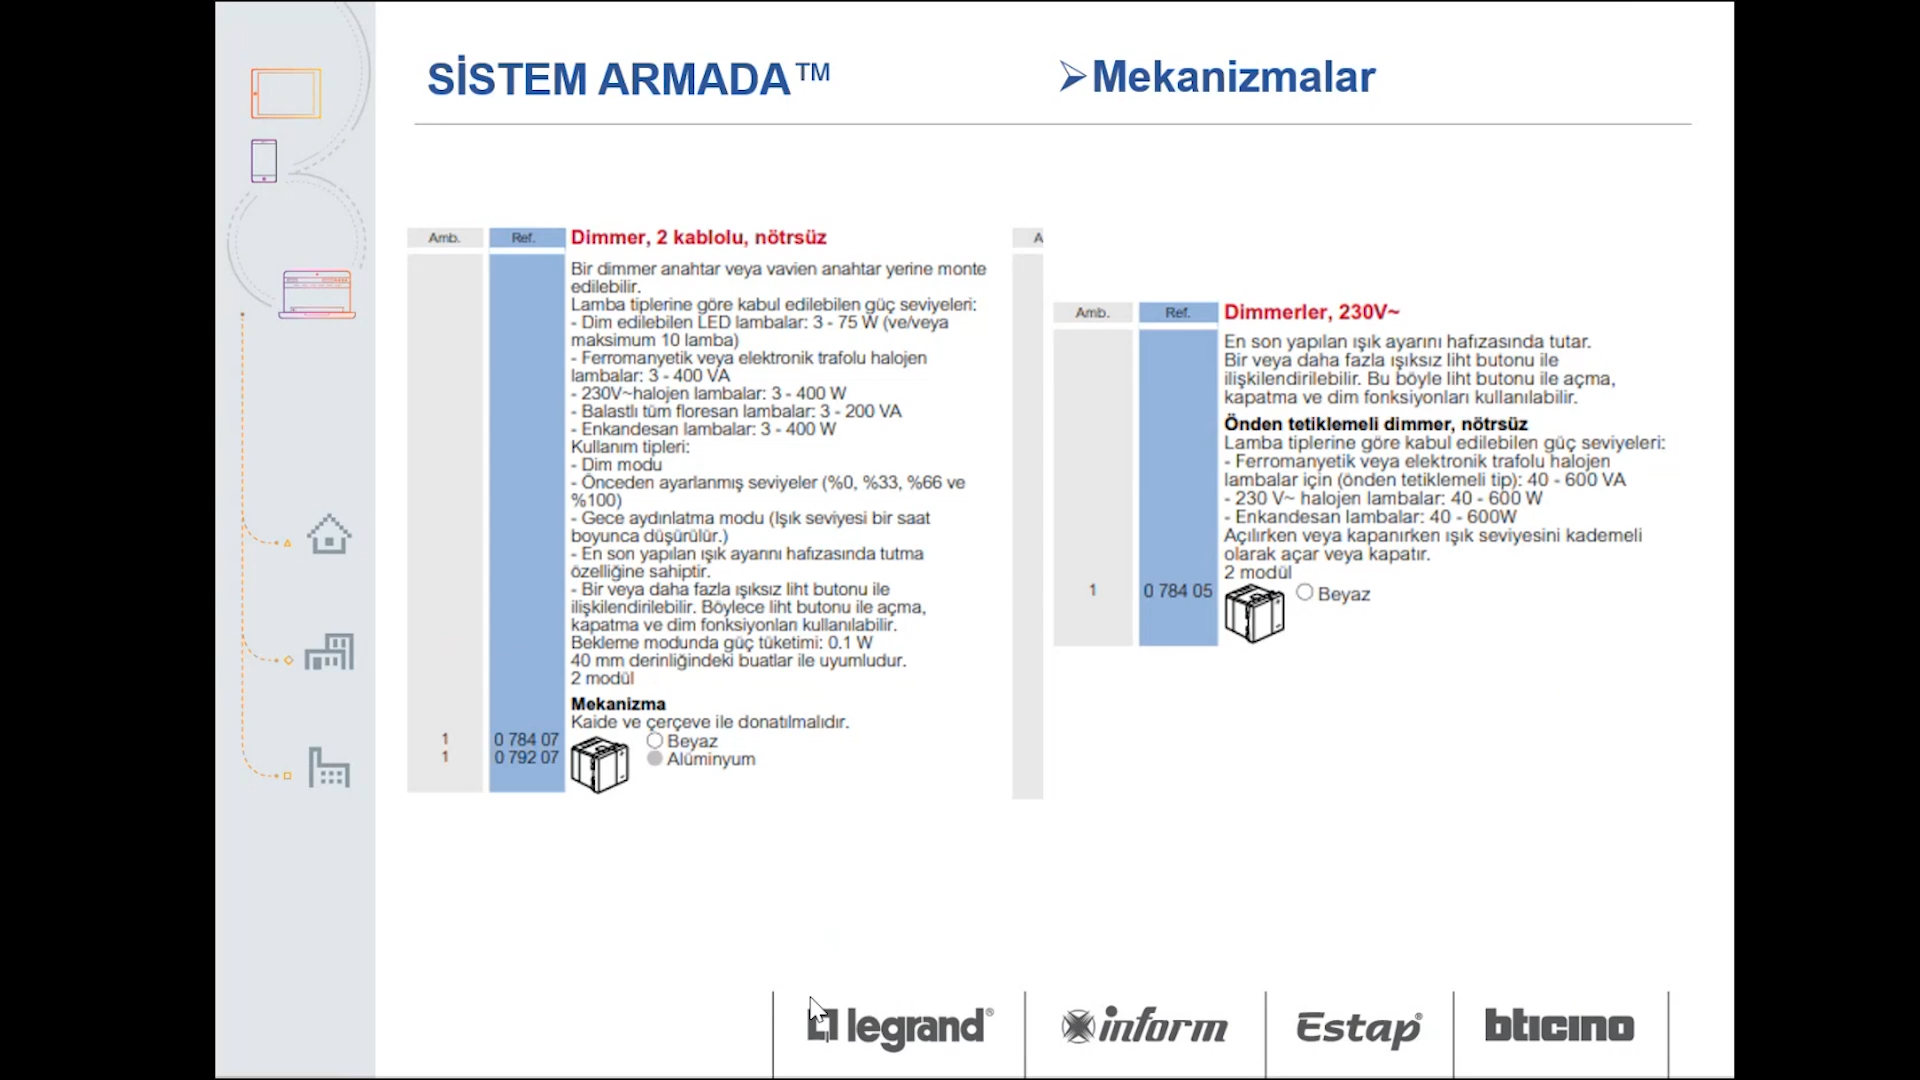 SİSTEM ARMADA™
➢Mekanizmalar
Amb.
Ref.
Dimmer, 2 kablolu, nötrsüz
Bir dimmer anahtar veya vavien anahtar yerine monte
edilebilir.
Lamba tiplerine göre kabul edilebilen güç seviyeleri:
- Dim edilebilen LED lambalar: 3 - 75 W (ve/veya
maksimum 10 lamba)
- Ferromanyetik veya elektronik trafolu halojen
lambalar: 3 - 400 VA
- 230V~halojen lambalar: 3 - 400 W
- Balastlı tüm floresan lambalar: 3 - 200 VA
- Enkandesan lambalar: 3 - 400 W
Kullanım tipleri:
- Dim modu
- Önceden ayarlanmış seviyeler (%0, %33, %66 ve
%100)
- Gece aydınlatma modu (Işık seviyesi bir saat
boyunca düşürülür.)
- En son yapılan ışık ayarını hafızasında tutma
özelliğine sahiptir.
- Bir veya daha fazla ışıksız liht butonu ile
ilişkilendirilebilir. Böylece liht butonu ile açma,
kapatma ve dim fonksiyonları kullanılabilir.
Bekleme modunda güç tüketimi: 0.1 W
40 mm derinliğindeki buatlar ile uyumludur.
2 modül
Mekanizma
Kaide ve çerçeve ile donatılmalıdır.
1 0 784 07 Beyaz
1 0 792 07 Alüminyum
A
Amb.
Ref.
Dimmerler, 230V~
En son yapılan ışık ayarını hafızasında tutar.
Bir veya daha fazla ışıksız liht butonu ile
ilişkilendirilebilir. Bu böyle liht butonu ile açma,
kapatma ve dim fonksiyonları kullanılabilir.
Önden tetiklemeli dimmer, nötrsüz
Lamba tiplerine göre kabul edilebilen güç seviyeleri:
- Ferromanyetik veya elektronik trafolu halojen
lambalar için (önden tetiklemeli tip): 40 - 600 VA
- 230 V~ halojen lambalar: 40 - 600 W
- Enkandesan lambalar: 40 - 600W
Açılırken veya kapanırken ışık seviyesini kademeli
olarak açar veya kapatır.
2 modül
1 0 784 05 Beyaz
legrand®
inform
Estap®
bticino